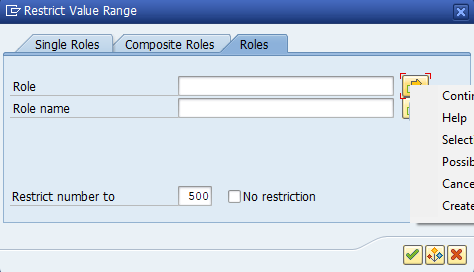 Restrict Value Range
Single Roles
Composite Roles
Roles
Role
Role name
Contin
Help
Select
Possib
Cance
Create
Restrict number to
500
No restriction